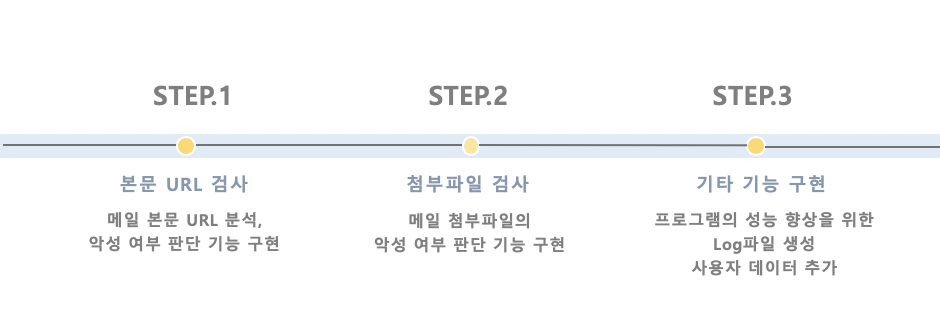 STEP.1
본문 URL 검사
메일 본문 URL 분석,
악성 여부 판단 기능 구현
STEP.2
첨부파일 검사
메일 첨부파일의
악성 여부 판단 기능 구현
STEP.3
기타 기능 구현
프로그램의 성능 향상을 위한
Log파일 생성
사용자 데이터 추가